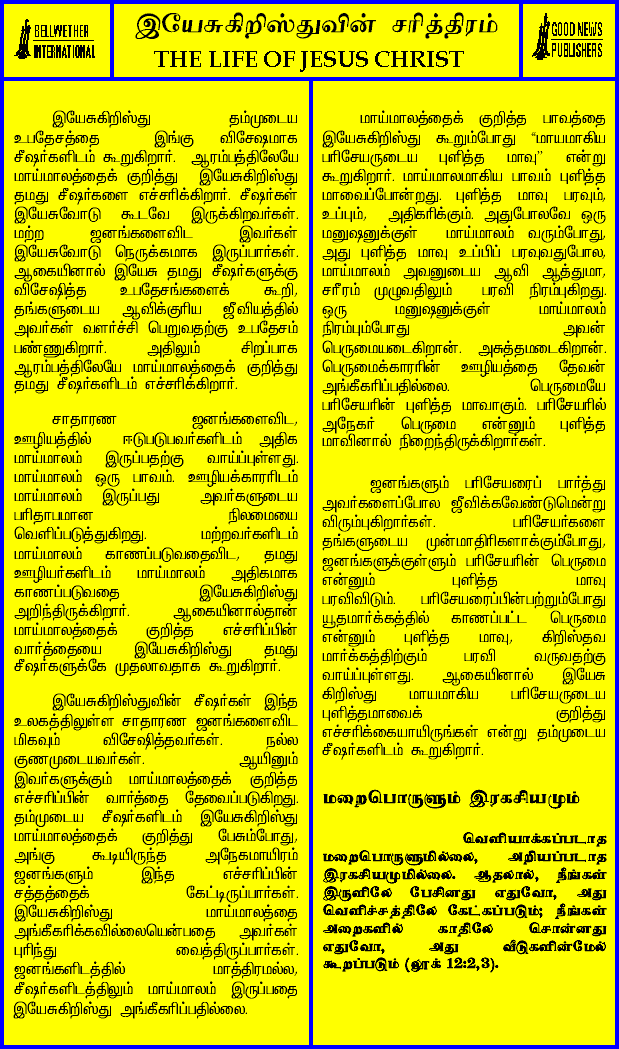 BELLWETHER
INTERNATIONAL
இயேசுகிறிஸ்துவின் சரித்திரம்
THE LIFE OF JESUS CHRIST
GOOD NEWS
PUBLISHERS
இயேசுகிறிஸ்து தம்முடைய
உபதேசத்தை இங்கு விசேஷமாக
சீஷர்களிடம் கூறுகிறார். ஆரம்பத்திலேயே
மாய்மாலத்தைக் குறித்து இயேசுகிறிஸ்து
தமது சீஷர்களை எச்சரிக்கிறார். சீஷர்கள்
இயேசுவோடு கூடவே இருக்கிறவர்கள்.
மற்ற ஜனங்களைவிட இவர்கள்
இயேசுவோடு நெருக்கமாக இருப்பார்கள்.
ஆகையினால் இயேசு தமது சீஷர்களுக்கு
விசேஷித்த உபதேசங்களைக் கூறி,
தங்களுடைய ஆவிக்குரிய ஜீவியத்தில்
அவர்கள் வளர்ச்சி பெறுவதற்கு உபதேசம்
பண்ணுகிறார். அதிலும் சிறப்பாக
ஆரம்பத்திலேயே மாய்மாலத்தைக் குறித்து
தமது சீஷர்களிடம் எச்சரிக்கிறார்.
சாதாரண ஜனங்களைவிட,
ஊழியத்தில் ஈடுபடுபவர்களிடம் அதிக
மாய்மாலம் இருப்பதற்கு வாய்ப்புள்ளது.
மாய்மாலம் ஒரு பாவம். ஊழியக்காரரிடம்
மாய்மாலம் இருப்பது அவர்களுடைய
பரிதாபமான நிலமையை
வெளிப்படுத்துகிறது. மற்றவர்களிடம்
மாய்மாலம் காணப்படுவதைவிட, தமது
ஊழியர்களிடம் மாய்மாலம் அதிகமாக
காணப்படுவதை இயேசுகிறிஸ்து
அறிந்திருக்கிறார். ஆகையினால்தான்
மாய்மாலத்தைக் குறித்த எச்சரிப்பின்
வார்த்தையை இயேசுகிறிஸ்து தமது
சீஷர்களுக்கே முதலாவதாக கூறுகிறார்.
இயேசுகிறிஸ்துவின் சீஷர்கள் இந்த
உலகத்திலுள்ள சாதாரண ஜனங்களைவிட
மிகவும் விசேஷித்தவர்கள். நல்ல
குணமுடையவர்கள். ஆயினும்
இவர்களுக்கும் மாய்மாலத்தைக் குறித்த
எச்சரிப்பின் வார்த்தை தேவைப்படுகிறது.
தம்முடைய சீஷர்களிடம் இயேசுகிறிஸ்து
மாய்மாலத்தைக் குறித்து பேசும்போது,
அங்கு கூடியிருந்த அநேகமாயிரம்
ஜனங்களும் இந்த எச்சரிப்பின்
சத்தத்தைக் கேட்டிருப்பார்கள்.
இயேசுகிறிஸ்து மாய்மாலத்தை
அங்கீகரிக்கவில்லையென்பதை அவர்கள்
புரிந்து வைத்திருப்பார்கள்.
ஜனங்களிடத்தில் மாத்திரமல்ல,
சீஷர்களிடத்திலும் மாய்மாலம் இருப்பதை
இயேசுகிறிஸ்து அங்கீகரிப்பதில்லை.
மாய்மாலத்தைக் குறித்த பாவத்தை
இயேசுகிறிஸ்து கூறும்போது “மாயமாகிய
பரிசேயருடைய புளித்த மாவு” என்று
கூறுகிறார். மாய்மாலமாகிய பாவம் புளித்த
மாவைப்போன்றது. புளித்த மாவு பரவும்,
உப்பும், அதிகரிக்கும். அதுபோலவே ஒரு
மனுஷனுக்குள் மாய்மாலம் வரும்போது,
அது புளித்த மாவு உப்பிப் பரவுவதுபோல,
மாய்மாலம் அவனுடைய ஆவி ஆத்துமா,
சரீரம் முழுவதிலும் பரவி நிரம்புகிறது.
ஒரு மனுஷனுக்குள் மாய்மாலம்
நிரம்பும்போது அவன்
பெருமையடைகிறான். அசுத்தமடைகிறான்.
பெருமைக்காரரின் ஊழியத்தை தேவன்
அங்கீகரிப்பதில்லை. பெருமையே
பரிசேயரின் புளித்த மாவாகும். பரிசேயரில்
அநேகர் பெருமை என்னும் புளித்த
மாவினால் நிறைந்திருக்கிறார்கள்.
ஜனங்களும் பரிசேயரைப் பார்த்து
அவர்களைப்போல ஜீவிக்கவேண்டுமென்று
விரும்புகிறார்கள். பரிசேயர்களை
தங்களுடைய முன்மாதிரிகளாக்கும்போது,
ஜனங்களுக்குள்ளும் பரிசேயரின் பெருமை
என்னும் புளித்த மாவு
பரவிவிடும். பரிசேயரைப்பின்பற்றும்போது
யூதமார்க்கத்தில் காணப்பட்ட பெருமை
என்னும் புளித்த மாவு, கிறிஸ்தவ
மார்க்கத்திற்கும் பரவி வருவதற்கு
வாய்ப்புள்ளது. ஆகையினால் இயேசு
கிறிஸ்து மாயமாகிய பரிசேயருடைய
புளித்தமாவைக் குறித்து
எச்சரிக்கையாயிருங்கள் என்று தம்முடைய
சீஷர்களிடம் கூறுகிறார்.
மறைபொருளும் இரகசியமும்
வெளியாக்கப்படாத
மறைபொருளுமில்லை, அறியப்படாத
இரகசியமுமில்லை. ஆதலால், நீங்கள்
இருளிலே பேசினது எதுவோ, அது
வெளிச்சத்திலே கேட்கப்படும்; நீங்கள்
அறைகளில் காதிலே சொன்னது
எதுவோ, அது வீடுகளின்மேல்
கூறப்படும் (லூக் 12:2,3).